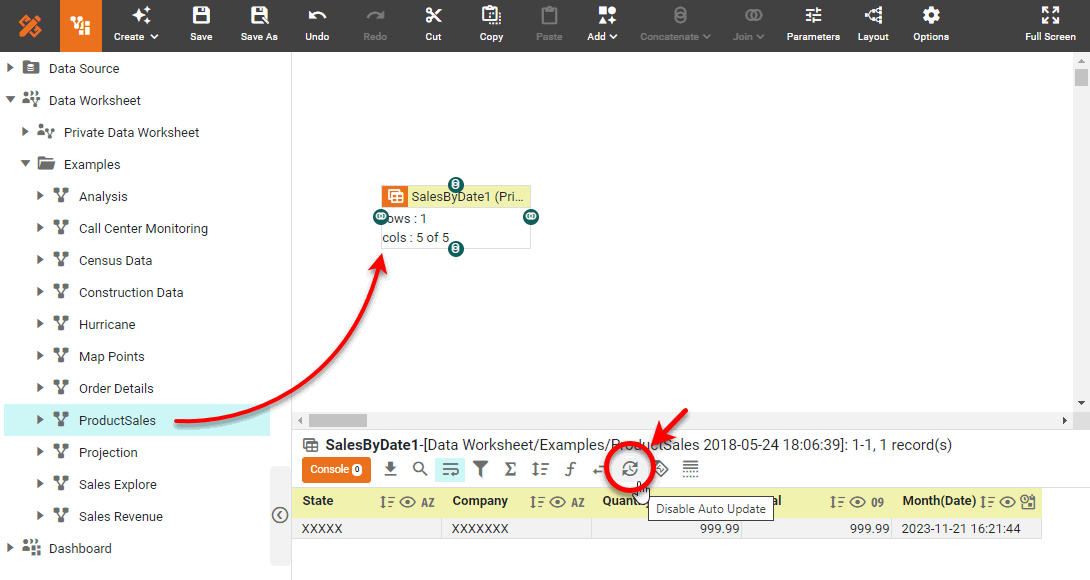 Create
Save
Save As
Undo
Redo
Cut
Copy
Paste
Add
Concatenate
Join
Parameters
Layout
Options
Full Screen
Data Source
Data Worksheet
Private Data Worksheet
Examples
Analysis
Call Center Monitoring
Census Data
Construction Data
Hurricane
Map Points
Order Details
ProductSales
Projection
Sales Explore
Sales Revenue
Dashboard
SalesByDate1 (Pri...
rows : 1
cols : 5 of 5
SalesByDate1-[Data Worksheet/Examples/ProductSales 2018-05-24 18:06:39]: 1-1, 1 record(s)
Console 0
Disable Auto Update
State AZ Company AZ 09 Month(Date)
XXXXX XXXXXXX 999.99 999.99 2023-11-21 16:21:44